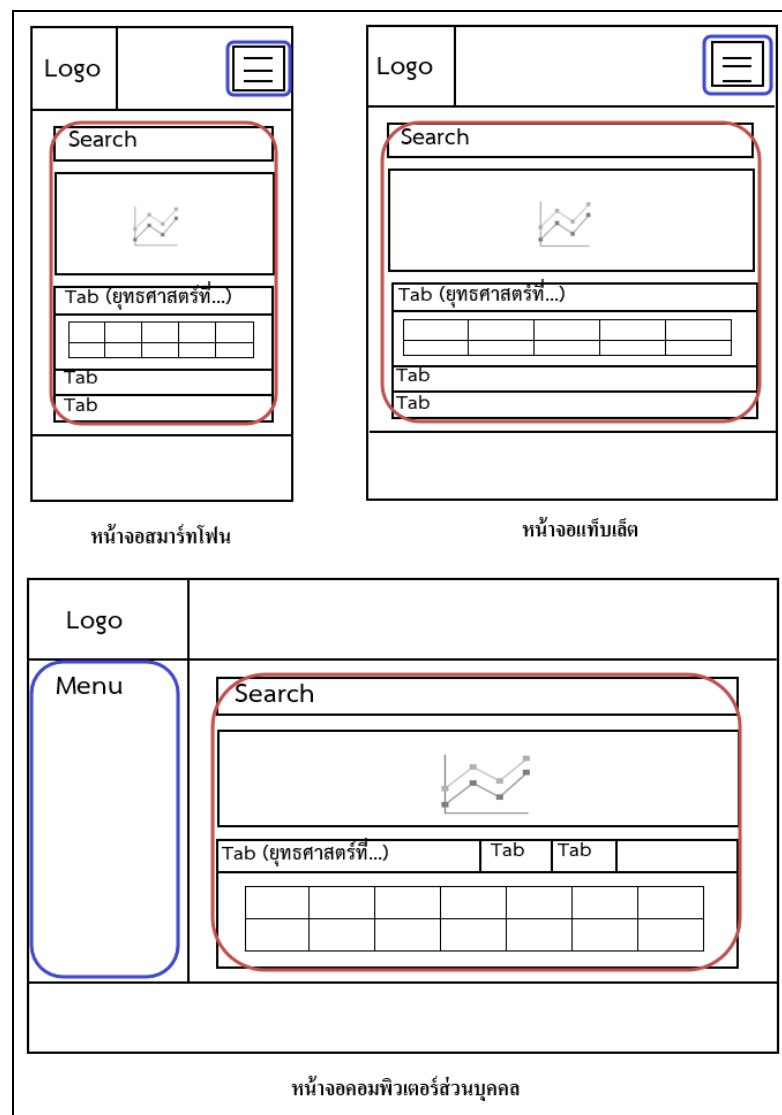 Logo
Search
Tab (ยุทธศาสตร์ที่...)
Tab
Tab
หน้าจอสมาร์ทโฟน
Logo
Search
Tab (ยุทธศาสตร์ที่...)
Tab
Tab
หน้าจอแท็บเล็ต
Logo
Menu
Search
Tab (ยุทธศาสตร์ที่...) Tab Tab
หน้าจอคอมพิวเตอร์ส่วนบุคคล